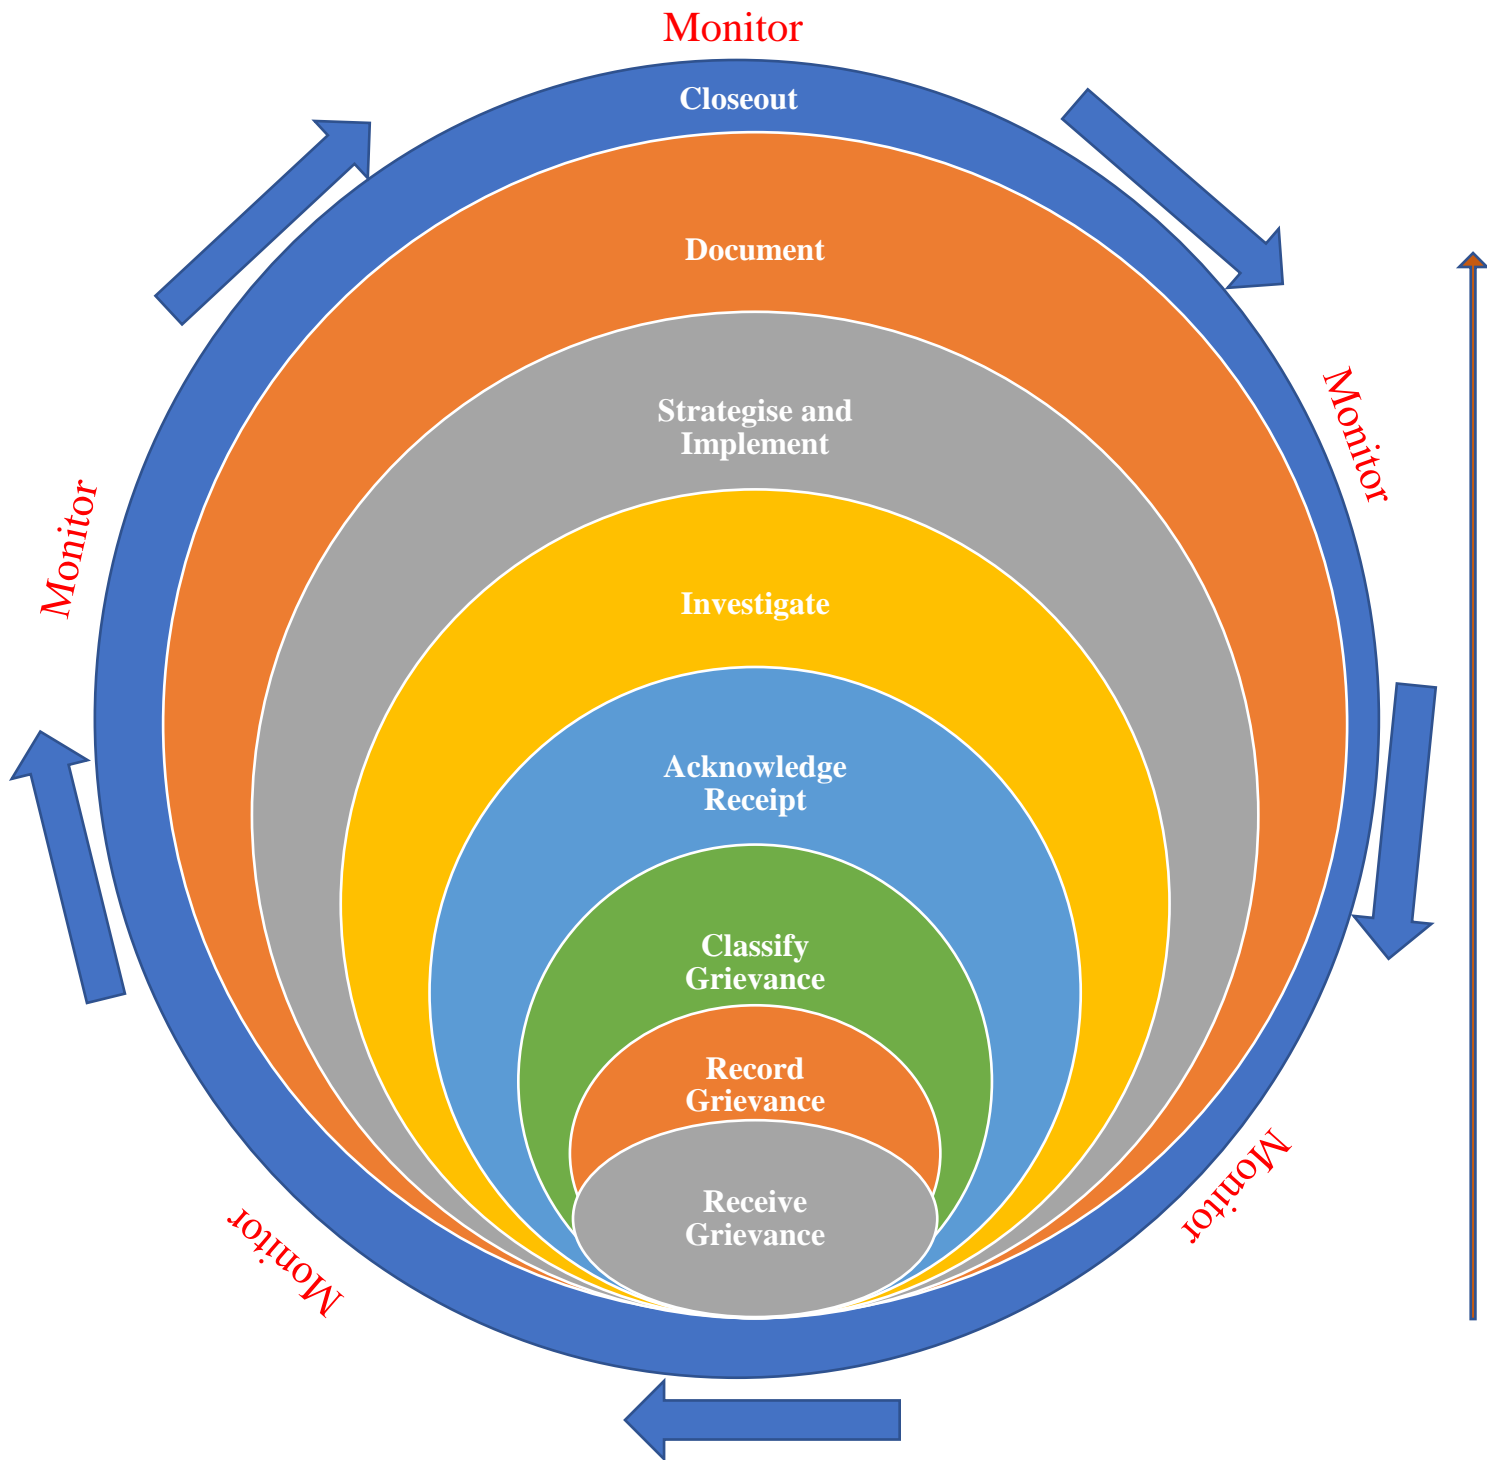 Monitor
Closeout
Document
Strategise and
Implement
Monitor
Monitor
Investigate
Acknowledge
Receipt
Classify
Grievance
Record
Grievance
Monitor
Receive
Grievance
Monitor